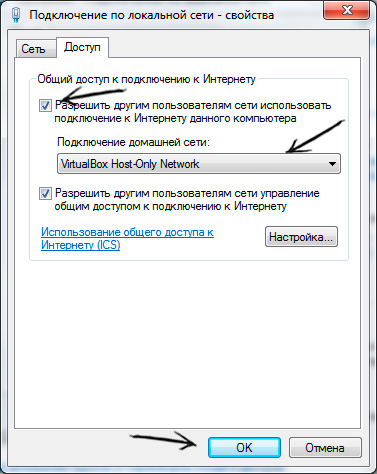 Подключение по локальной сети - свойства
Сеть
Доступ
Общий доступ к подключению к Интернету
Разрешить другим пользователям сети использовать
подключение к Интернету данного компьютера
Подключение домашней сети:
VirtualBox Host-Only Network
Разрешить другим пользователям сети управление
общим доступом к подключению к Интернету
Использование общего доступа к
Интернету (ICS)
Настройка...
OK
Отмена